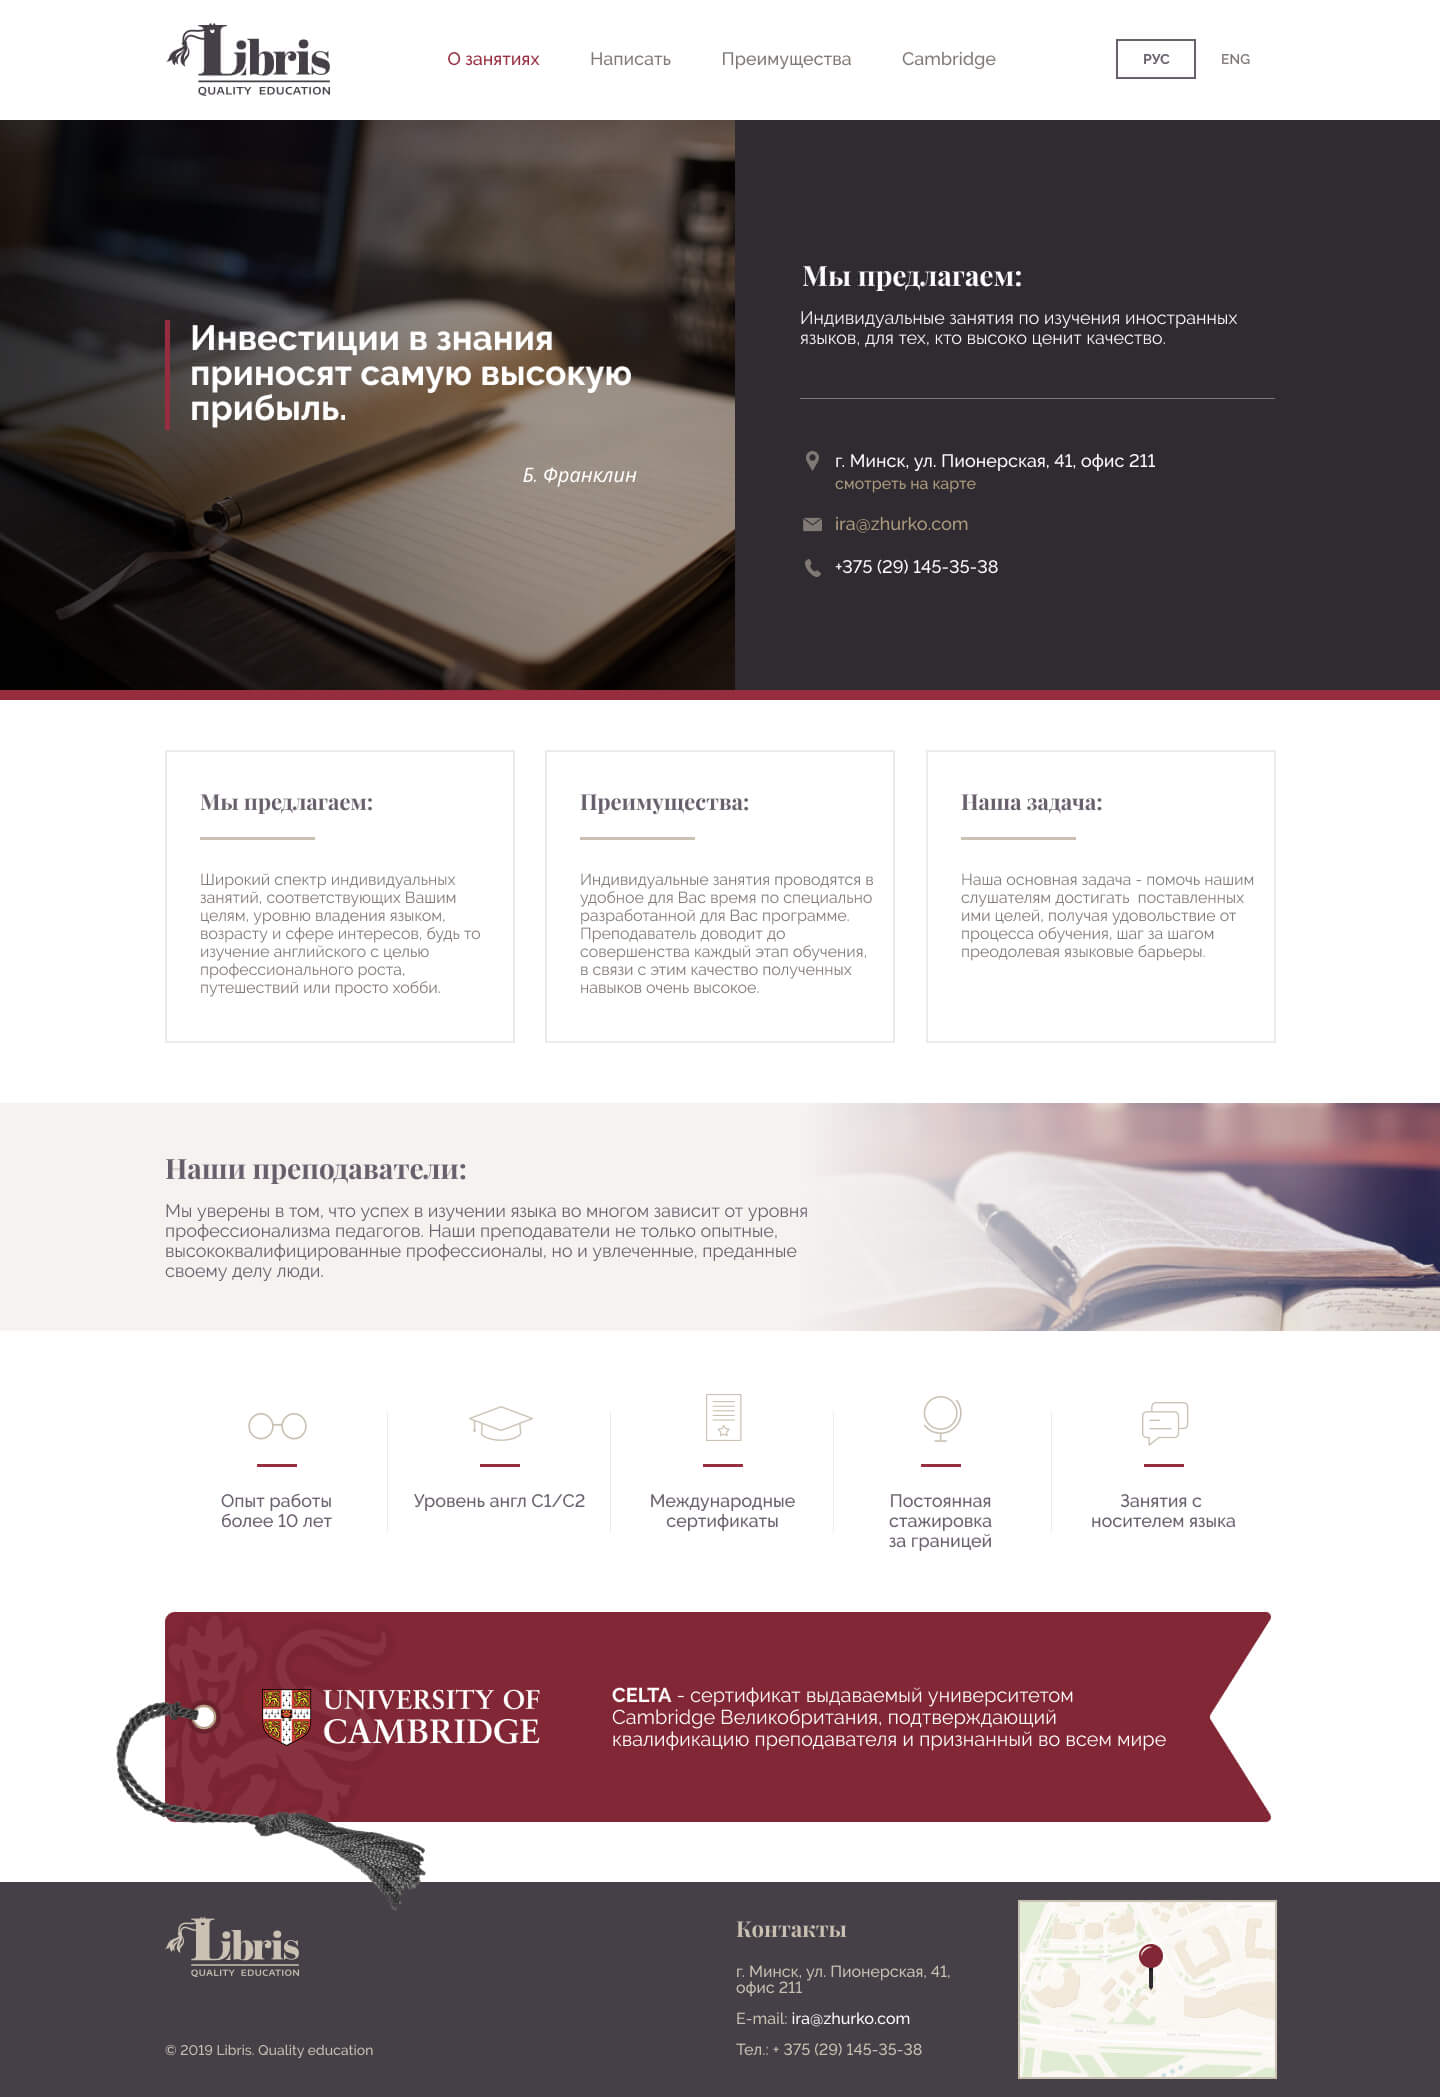 Libris
QUALITY EDUCATION
О занятиях
Написать
Преимущества
Cambridge
РУС
ENG
Инвестиции в знания
приносят самую высокую
прибыль.
Б. Франклин
Мы предлагаем:
Индивидуальные занятия по изучения иностранных
языков, для тех, кто высоко ценит качество.
г. Минск, ул. Пионерская, 41, офис 211
смотреть на карте
ira@zhurko.com
+375 (29) 145-35-38
Мы предлагаем:
Широкий спектр индивидуальных
занятий, соответствующих Вашим
целям, уровню владения языком,
возрасту и сфере интересов, будь то
изучение английского с целью
профессионального роста,
путешествий или просто хобби.
Преимущества:
Индивидуальные занятия проводятся в
удобное для Вас время по специально
разработанной для Вас программе.
Преподаватель доводит до
совершенства каждый этап обучения,
в связи с этим качество полученных
навыков очень высокое.
Наша задача:
Наша основная задача - помочь нашим
слушателям достигать поставленных
ими целей, получая удовольствие от
процесса обучения, шаг за шагом
преодолевая языковые барьеры.
Наши преподаватели:
Мы уверены в том, что успех в изучении языка во многом зависит от уровня
профессионализма педагогов. Наши преподаватели не только опытные,
высококвалифицированные профессионалы, но и увлеченные, преданные
своему делу люди.
Опыт работы
более 10 лет
Уровень англ C1/C2
Международные
сертификаты
Постоянная
стажировка
за границей
Занятия с
носителем языка
UNIVERSITY OF
CAMBRIDGE
CELTA - сертификат выдаваемый университетом
Cambridge Великобритания, подтверждающий
квалификацию преподавателя и признанный во всем мире
Libris
QUALITY EDUCATION
© 2019 Libris. Quality education
Контакты
г. Минск, ул. Пионерская, 41,
офис 211
E-mail: ira@zhurko.com
Тел.: + 375 (29) 145-35-38